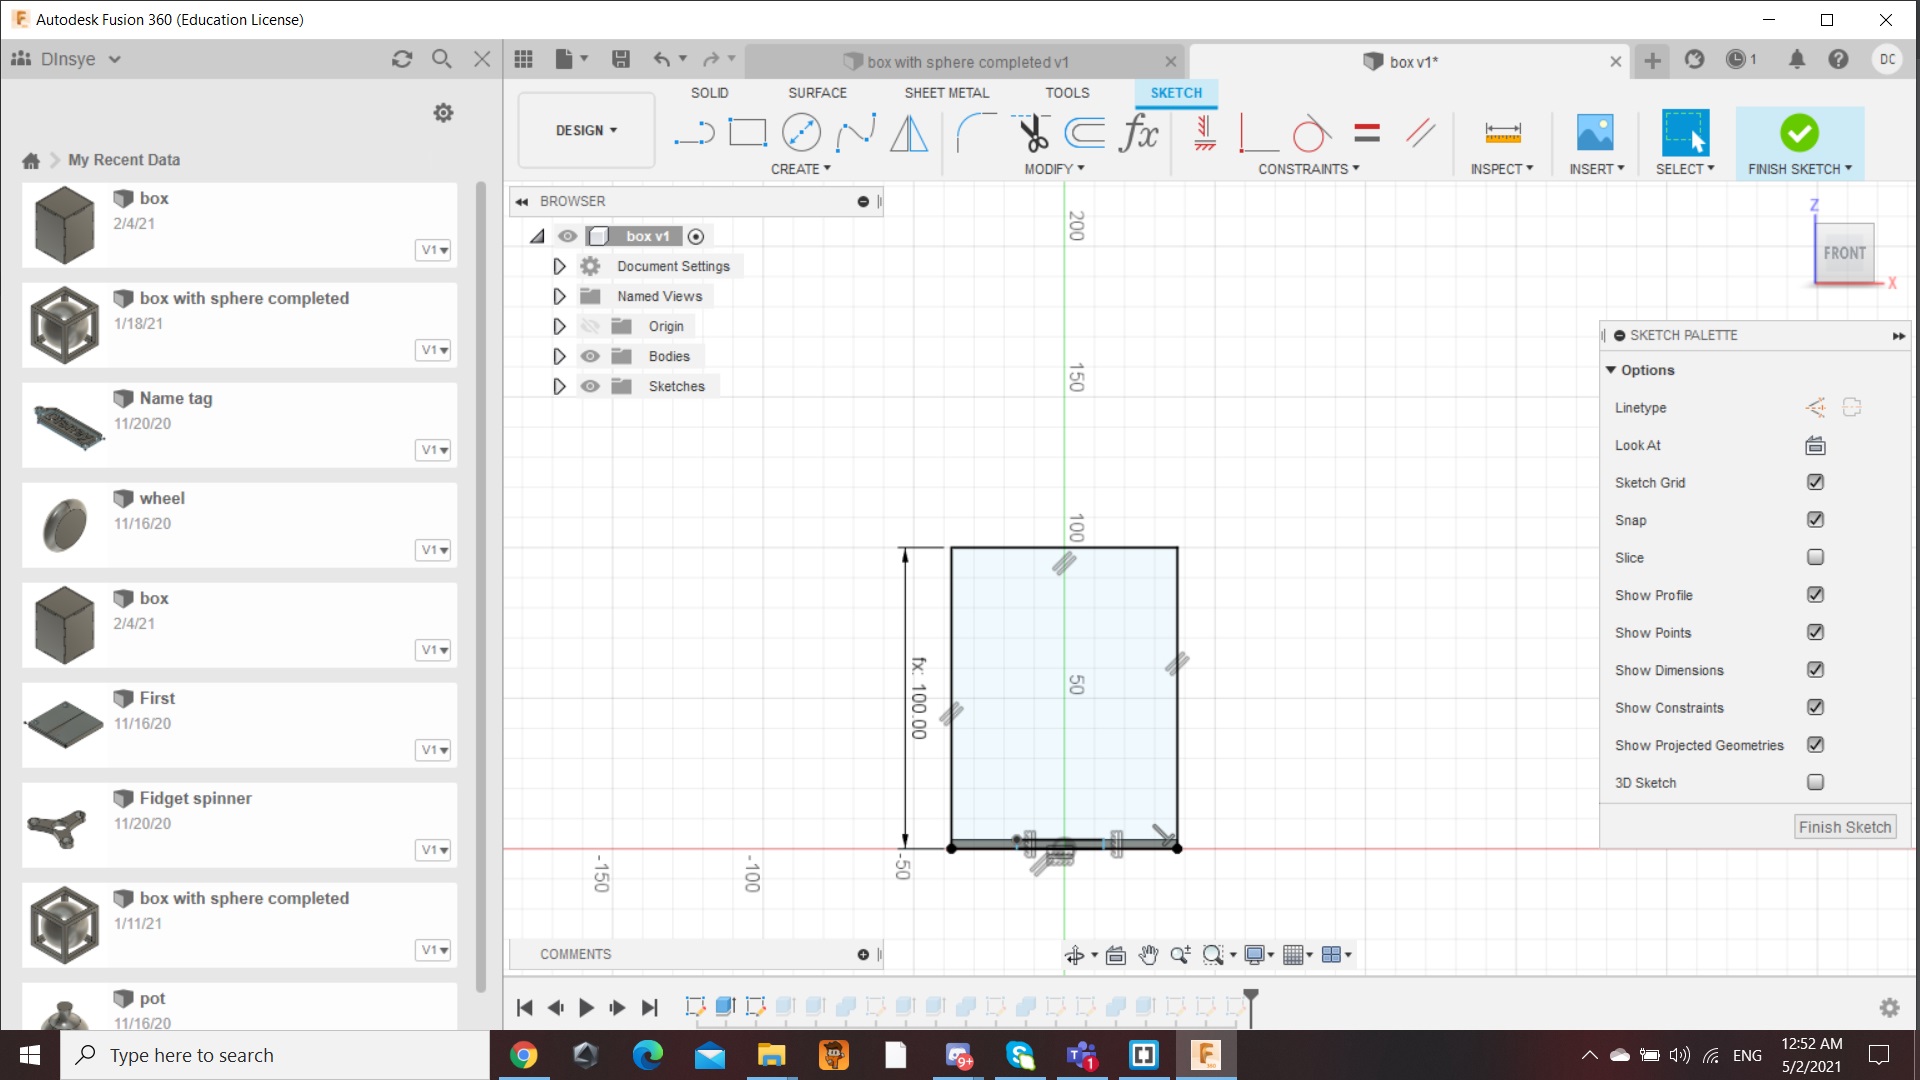 Autodesk Fusion 360 (Education License)
DInsye
box with sphere completed v1
box v1*
1
DC
SOLID
SURFACE
SHEET METAL
TOOLS
SKETCH
DESIGN
CREATE
MODIFY
CONSTRAINTS
INSPECT
INSERT
SELECT
FINISH SKETCH
fx
My Recent Data
box
2/4/21
V1
box with sphere completed
1/18/21
V1
Name tag
11/20/20
V1
wheel
11/16/20
V1
box
2/4/21
V1
First
11/16/20
V1
Fidget spinner
11/20/20
V1
box with sphere completed
1/11/21
V1
pot
11/16/20
BROWSER
box v1
Document Settings
Named Views
Origin
Bodies
Sketches
200
150
100
50
fx: 100.00
-150
-100
-50
Z
FRONT
X
SKETCH PALETTE
Options
Linetype
Look At
Sketch Grid
Snap
Slice
Show Profile
Show Points
Show Dimensions
Show Constraints
Show Projected Geometries
3D Sketch
Finish Sketch
COMMENTS
Type here to search
9+
1
F
360
ENG
12:52 AM
5/2/2021